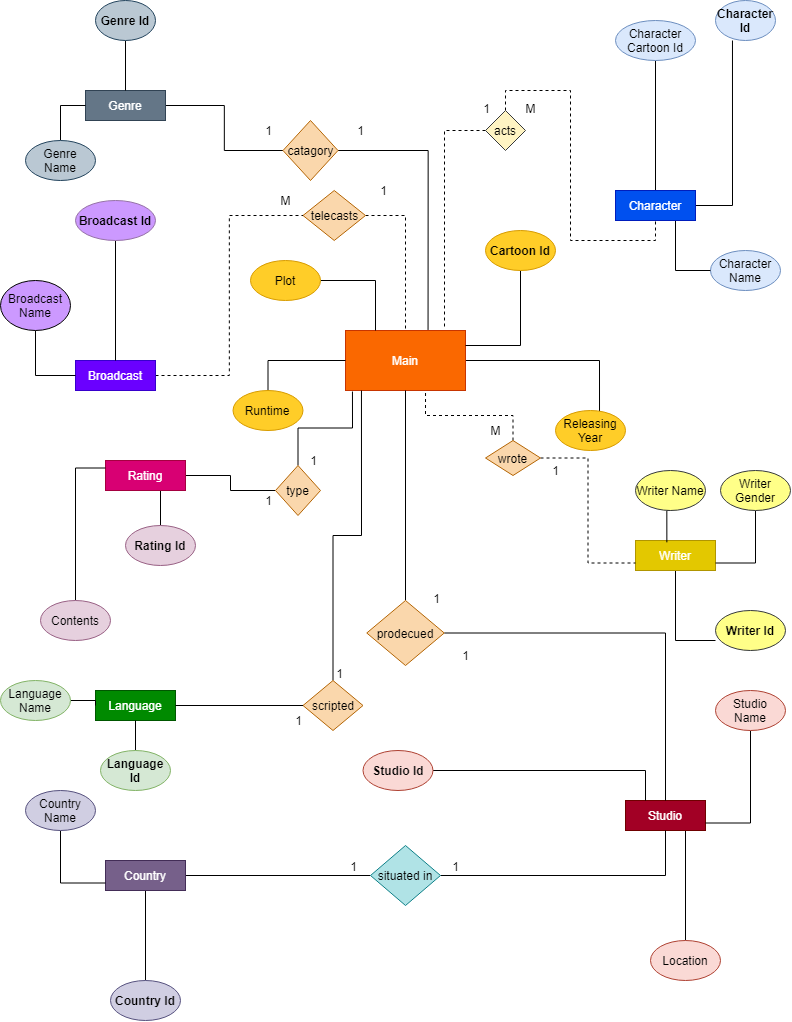 Genre Id
Character
Id
Character
Cartoon Id
Genre
1
M
1
1
acts
catagory
Genre
Name
M
1
telecasts
Character
Broadcast Id
Cartoon Id
Character
Name
Plot
Broadcast
Name
Main
Broadcast
Runtime
Releasing
Year
M
wrote
1
1
Rating
type
1
Writer Name
Writer
Gender
Rating Id
Writer
1
Contents
prodecued
Writer Id
1
1
Language
Name
Language
scripted
1
Studio
Name
Language
Id
Studio Id
Country
Name
Studio
1
1
Country
situated in
Location
Country Id